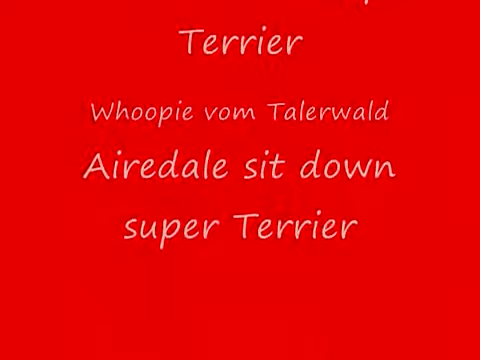 Terrier
Whoopie vom Talerwald
Airedale sit down
super Terrier